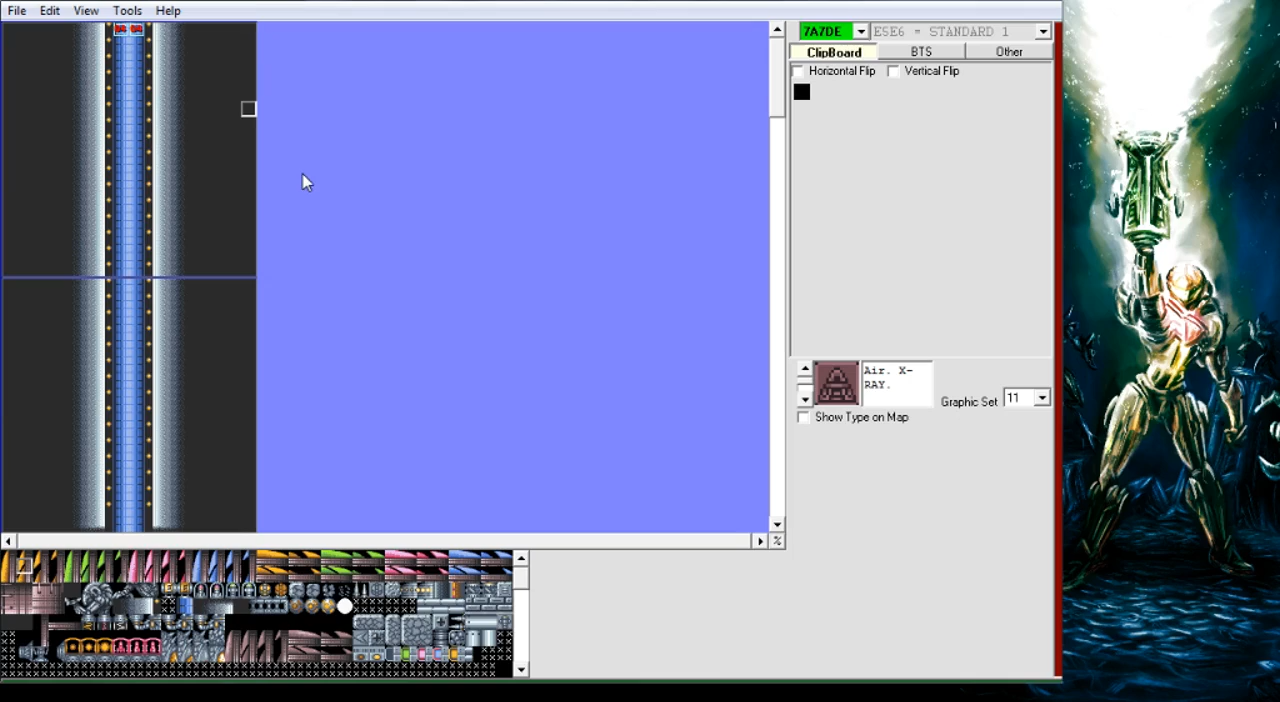 File Edit View Tools Help
7A7DE E5E6 = STANDARD 1
ClipBoard BTS Other
Horizontal Flip Vertical Flip
Air. X-
RAY.
Graphic Set 11
Show Type on Map
%